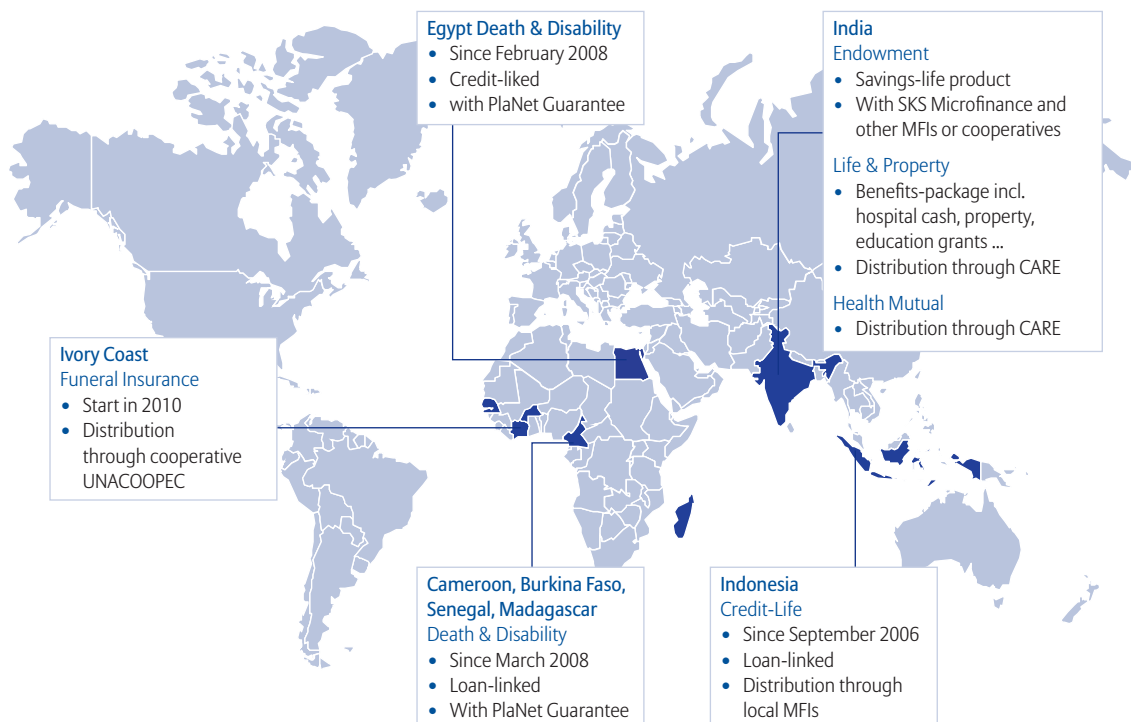 Egypt Death & Disability
• Since February 2008
• Credit-liked
• with PlaNet Guarantee
India
Endowment
• Savings-life product
• With SKS Microfinance and
other MFIs or cooperatives
Life & Property
• Benefits-package incl.
hospital cash, property,
education grants ...
• Distribution through CARE
Health Mutual
• Distribution through CARE
Ivory Coast
Funeral Insurance
• Start in 2010
• Distribution
through cooperative
UNACOOPEC
Cameroon, Burkina Faso,
Senegal, Madagascar
Death & Disability
• Since March 2008
• Loan-linked
• With PlaNet Guarantee
Indonesia
Credit-Life
• Since September 2006
• Loan-linked
• Distribution through
local MFIs